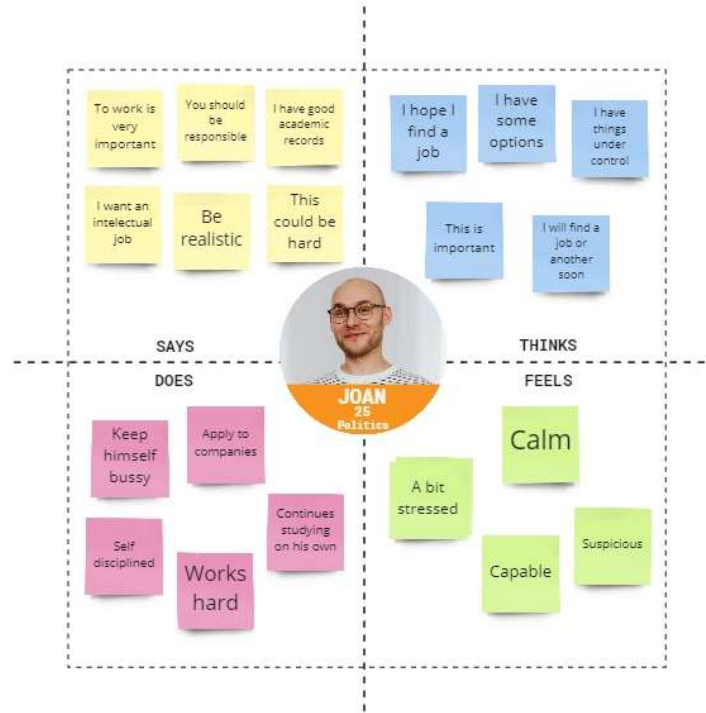 To work is
very
important
You should
be
responsible
I have good
academic
records
I want an
intelectual
job
Be
realistic
This
could be
hard
SAYS
I hope I
find a
job
I have
some
options
I have
things
under
control
This is
important
I will find a
job or
another
soon
THINKS
JOAN
25
Politics
DOES
Keep
himself
bussy
Apply to
companies
Self
disciplined
Works
hard
Continues
studying
on his own
FEELS
Calm
A bit
stressed
Capable
Suspicious